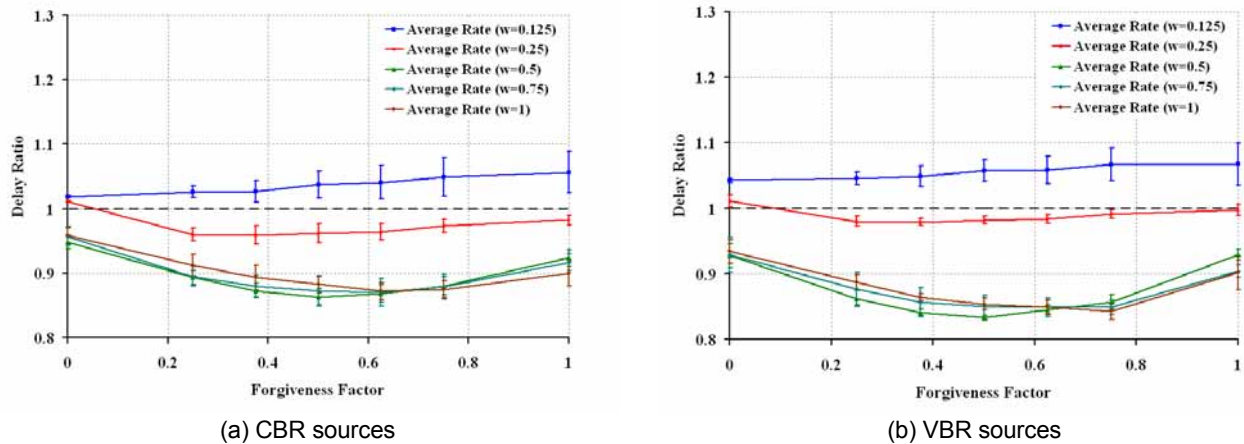 1.3
1.2
1.1
1
0.9
0.8
Delay Ratio
Average Rate (w=0.125)
Average Rate (w=0.25)
Average Rate (w=0.5)
Average Rate (w=0.75)
Average Rate (w=1)
0 0.2 0.4 0.6 0.8 1
Forgiveness Factor
(a) CBR sources
1.3
1.2
1.1
1
0.9
0.8
Delay Ratio
Average Rate (w=0.125)
Average Rate (w=0.25)
Average Rate (w=0.5)
Average Rate (w=0.75)
Average Rate (w=1)
0 0.2 0.4 0.6 0.8 1
Forgiveness Factor
(b) VBR sources